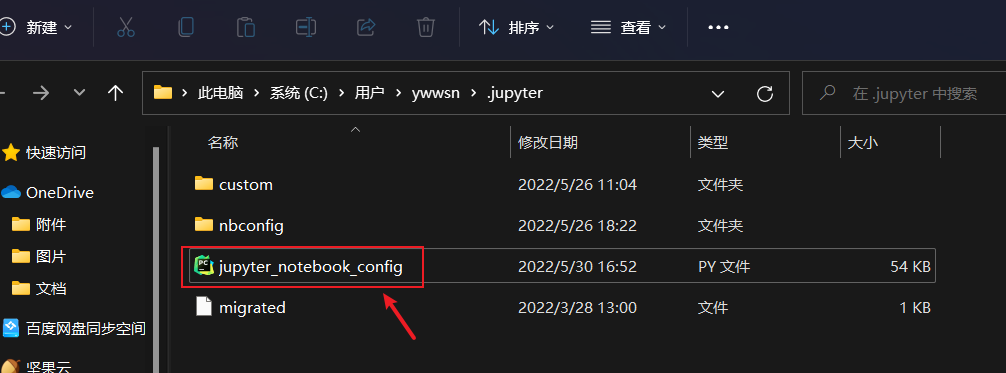 新建 排序 查看
此电脑 系统 (C:) 用户 ywwsn .jupyter 在 .jupyter 中搜索
名称 修改日期 类型 大小
快速访问
OneDrive
附件
图片
文档
百度网盘同步空间
坚果云
custom 2022/5/26 11:04 文件夹
nbconfig 2022/5/26 18:22 文件夹
PC jupyter_notebook_config 2022/5/30 16:52 PY 文件 54 KB
migrated 2022/3/28 13:00 文件 1 KB